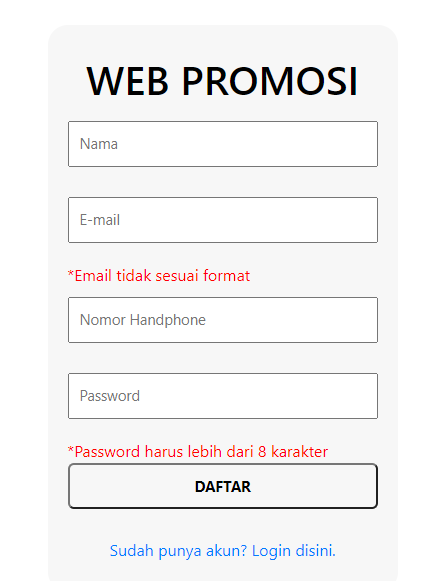 WEB PROMOSI
Nama
E-mail
*Email tidak sesuai format
Nomor Handphone
Password
*Password harus lebih dari 8 karakter
DAFTAR
Sudah punya akun? Login disini.